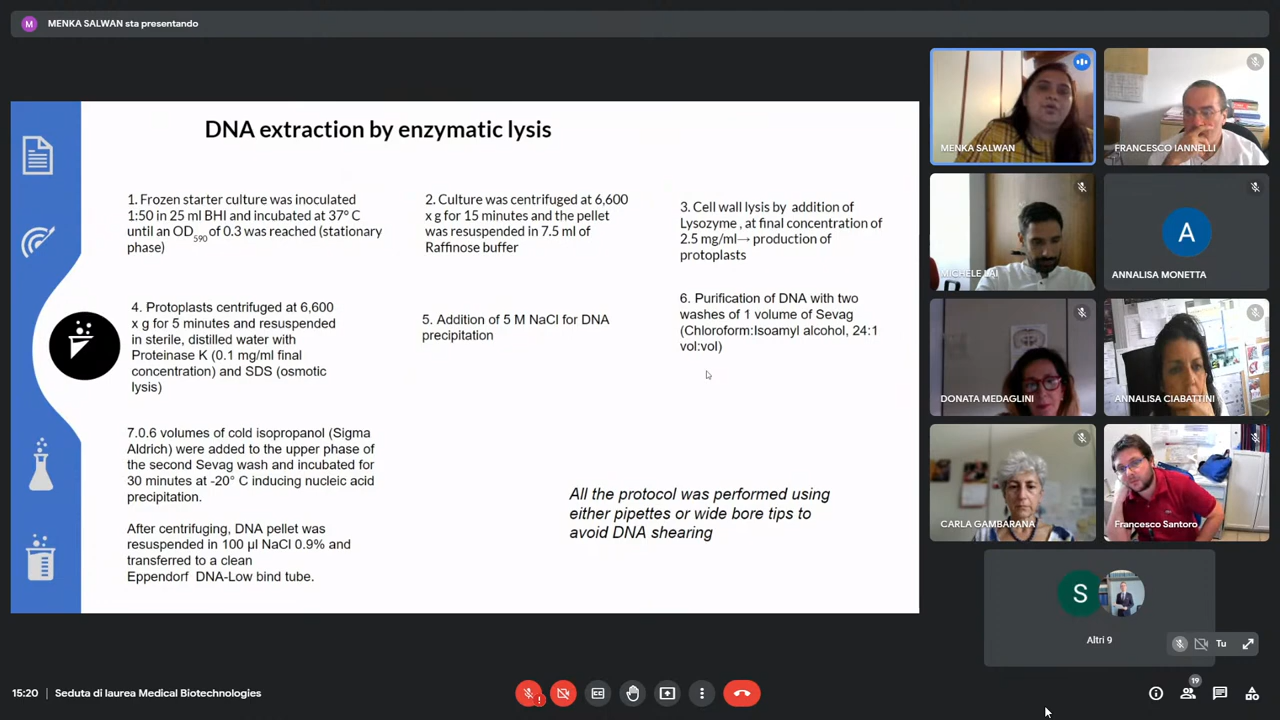 M MENKA SALWAN sta presentando
DNA extraction by enzymatic lysis
1. Frozen starter culture was inoculated
1:50 in 25 ml BHI and incubated at 37° C
until an OD590 of 0.3 was reached (stationary
phase)
2. Culture was centrifuged at 6,600
x g for 15 minutes and the pellet
was resuspended in 7.5 ml of
Raffinose buffer
3. Cell wall lysis by addition of
Lysozyme , at final concentration of
2.5 mg/ml→ production of
protoplasts
4. Protoplasts centrifuged at 6,600
x g for 5 minutes and resuspended
in sterile, distilled water with
Proteinase K (0.1 mg/ml final
concentration) and SDS (osmotic
lysis)
5. Addition of 5 M NaCl for DNA
precipitation
6. Purification of DNA with two
washes of 1 volume of Sevag
(Chloroform:Isoamyl alcohol, 24:1
vol:vol)
7.0.6 volumes of cold isopropanol (Sigma
Aldrich) were added to the upper phase of
the second Sevag wash and incubated for
30 minutes at -20° C inducing nucleic acid
precipitation.
After centrifuging, DNA pellet was
resuspended in 100 µl NaCl 0.9% and
transferred to a clean
Eppendorf DNA-Low bind tube.
All the protocol was performed using
either pipettes or wide bore tips to
avoid DNA shearing
MENKA SALWAN
FRANCESCO IANNELLI
MICHELE LAI
A
ANNALISA MONETTA
DONATA MEDAGLINI
ANNALISA CIABATTINI
CARLA GAMBARANA
Francesco Santoro
S
Altri 9
Tu
15:20 Seduta di laurea Medical Biotechnologies
19